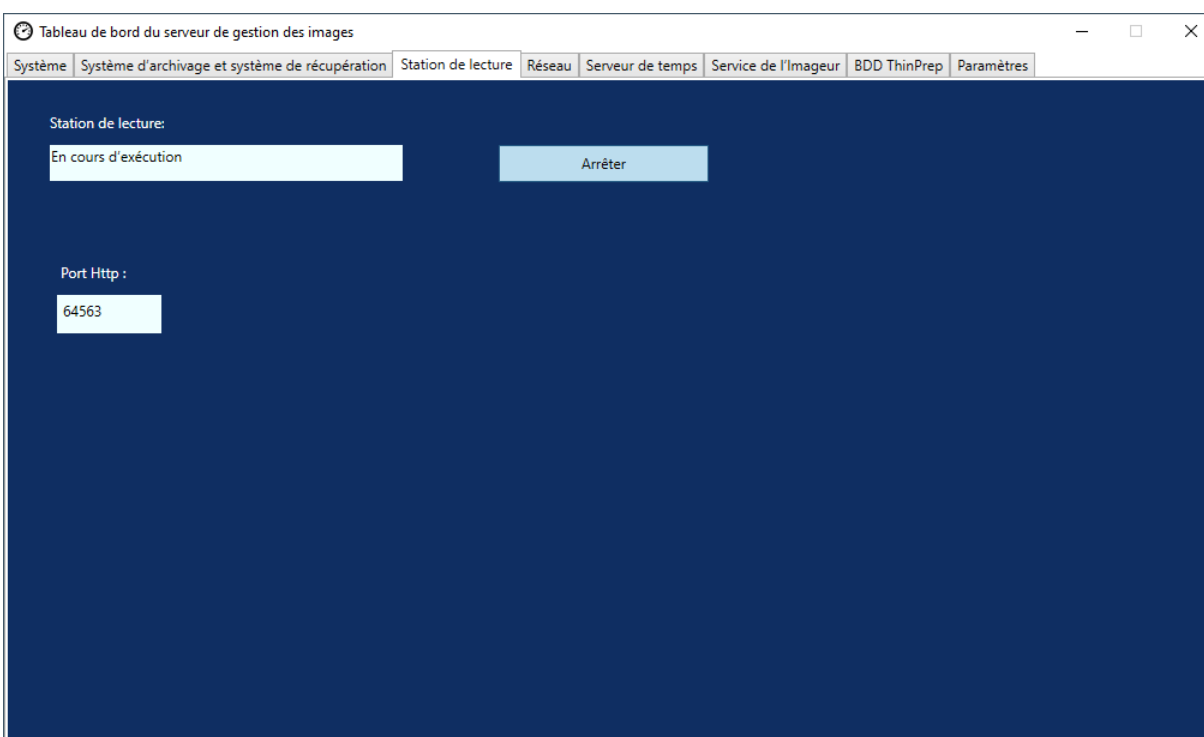 Tableau de bord du serveur de gestion des images
Système Système d'archivage et système de récupération Station de lecture Réseau Serveur de temps Service de l'Imageur BDD ThinPrep Paramètres
Station de lecture:
En cours d'exécution Arrêter
Port Http :
64563